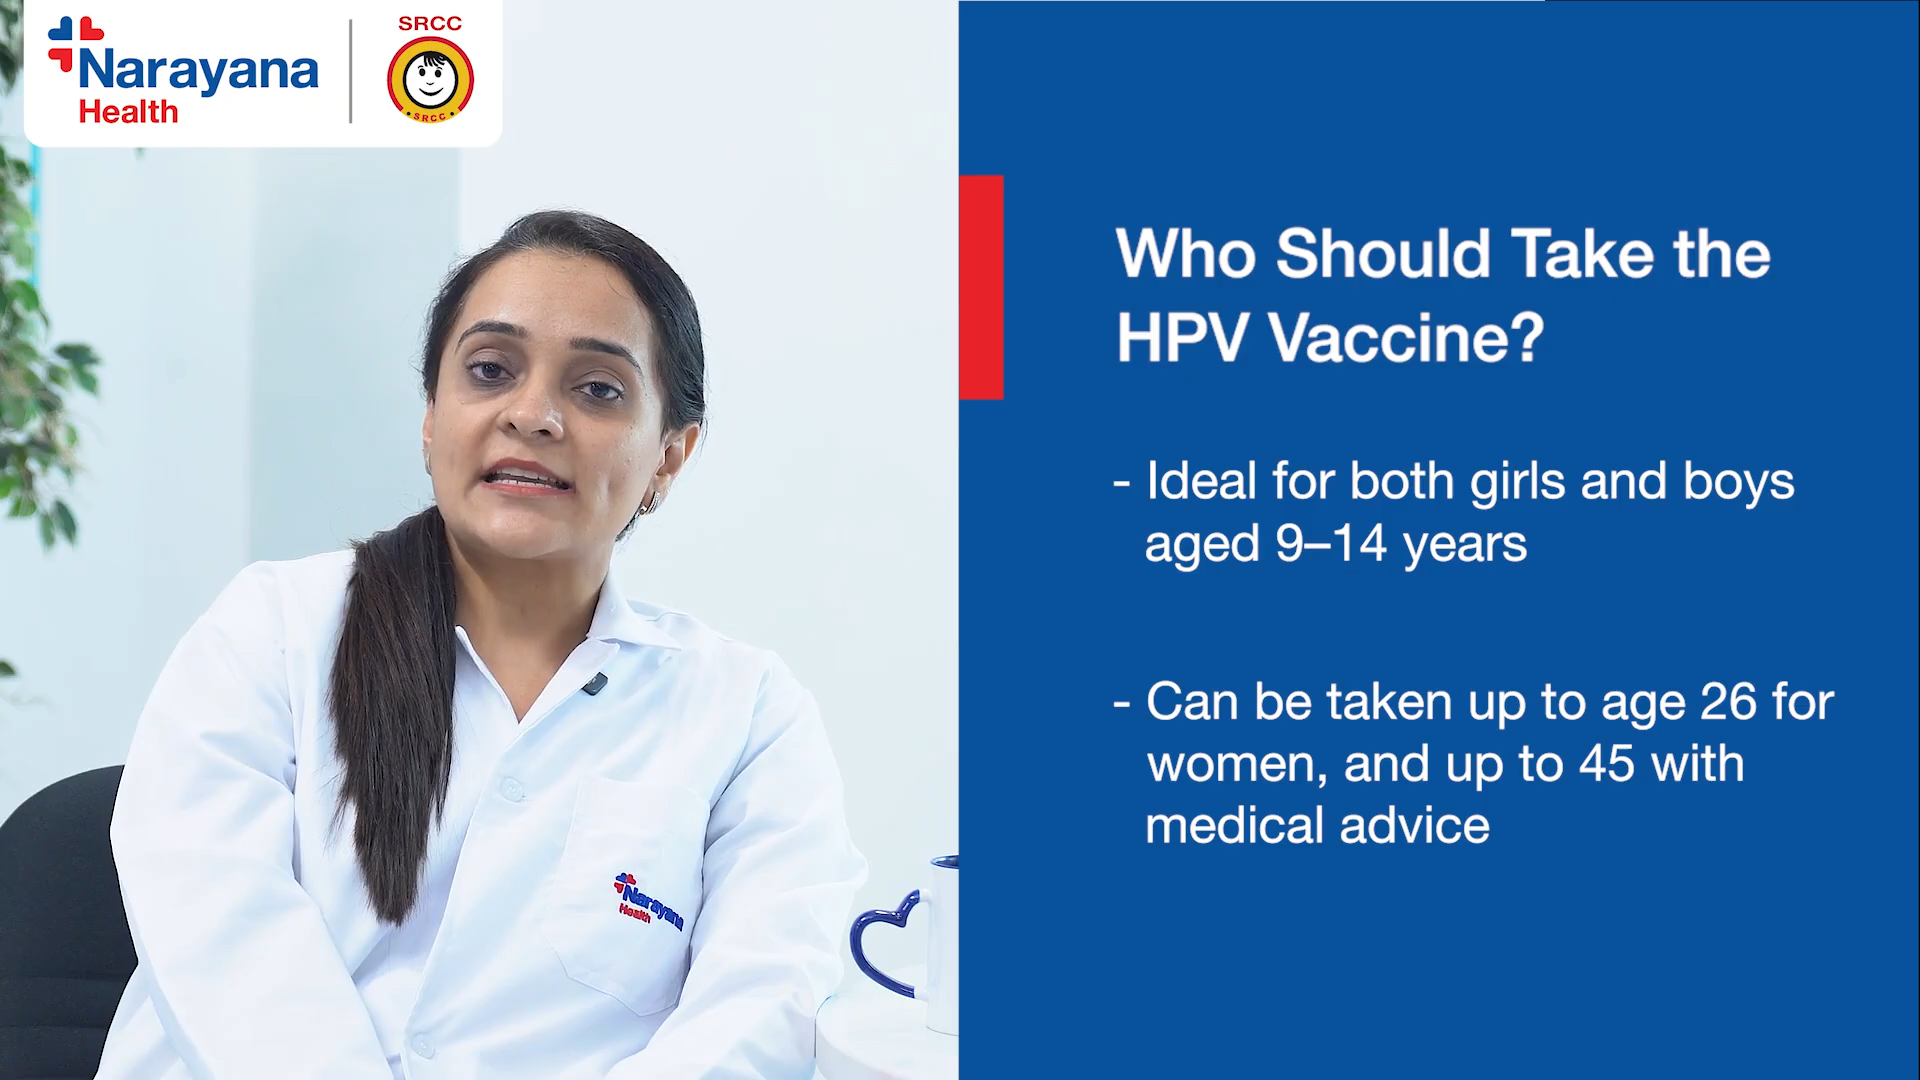 Narayana
Health
SRCC
SRCC
Who Should Take the
HPV Vaccine?
- Ideal for both girls and boys
aged 9–14 years
- Can be taken up to age 26 for
women, and up to 45 with
medical advice
Narayana
Health